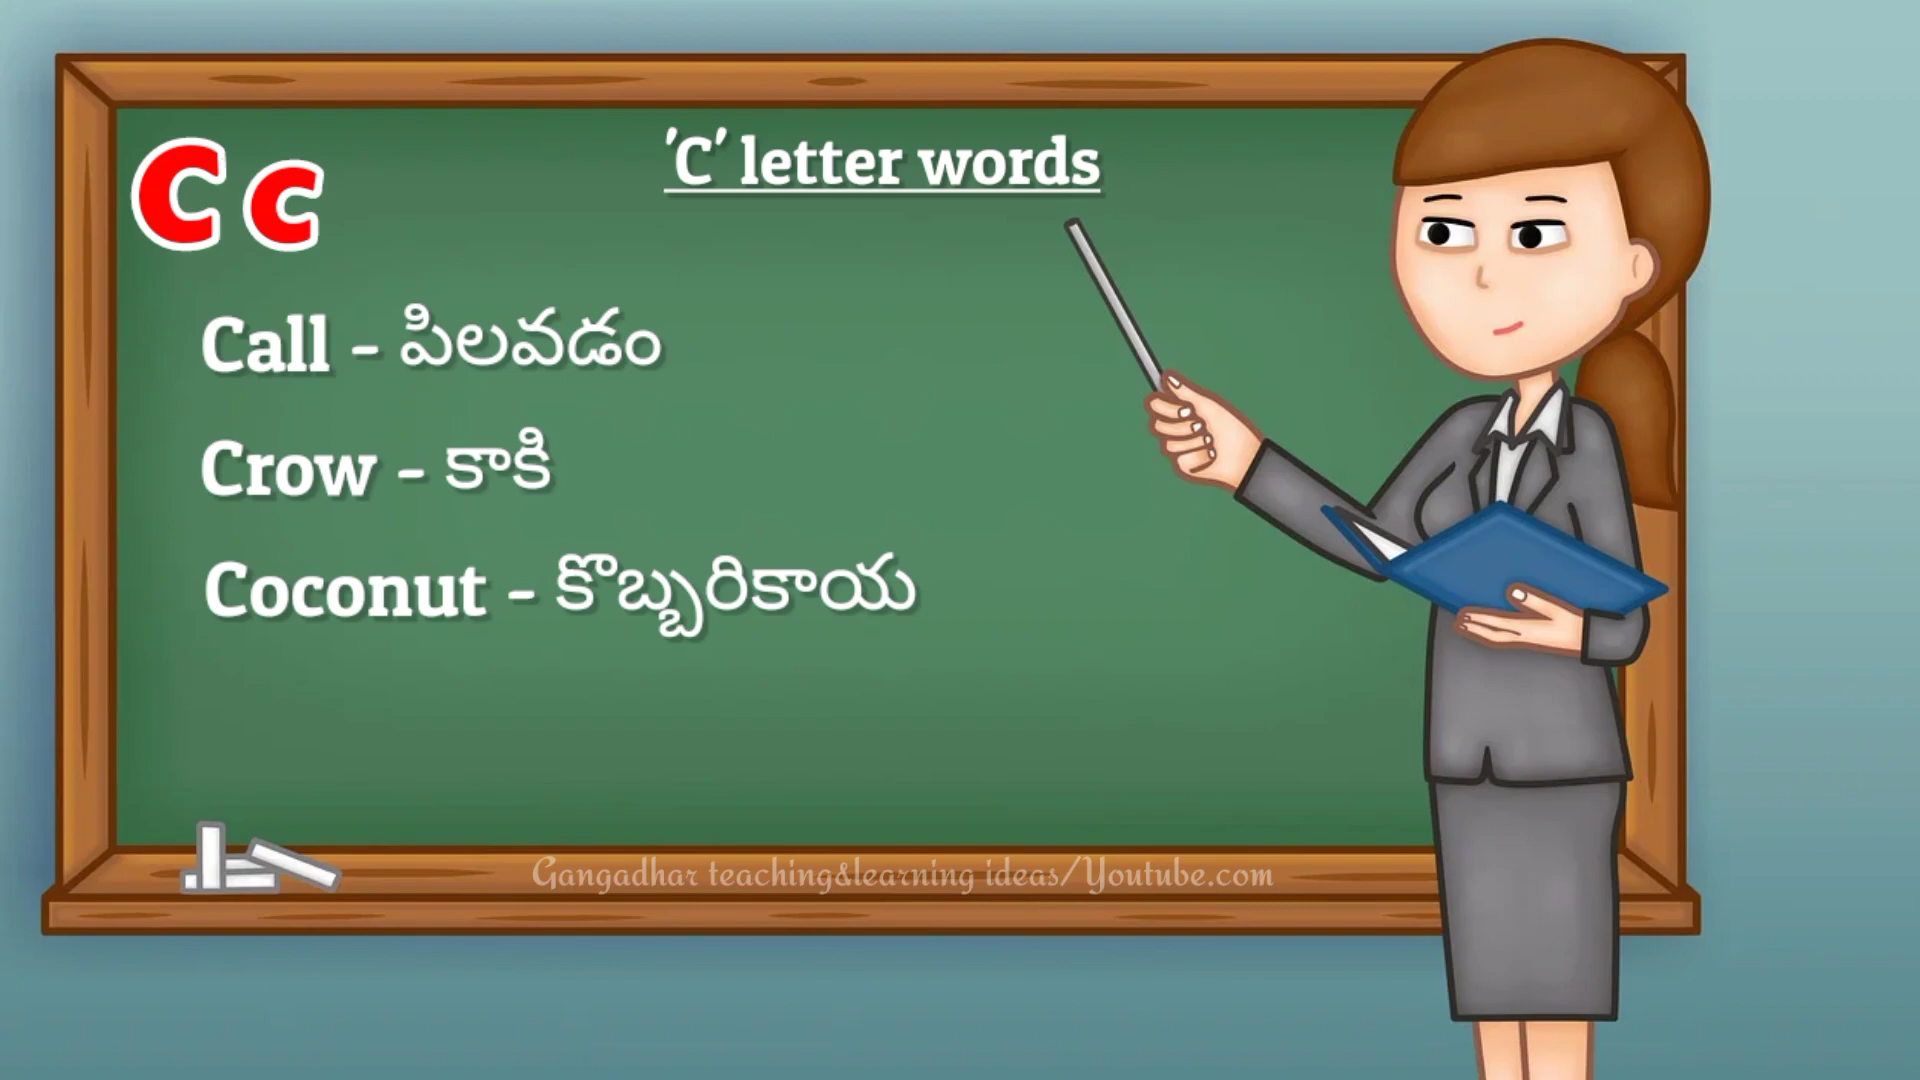 C c
'C' letter words
Call - పిలవడం
Crow - కాకి
Coconut - కొబ్బరికాయ
Gangadhar teaching&learning ideas/Youtube.com